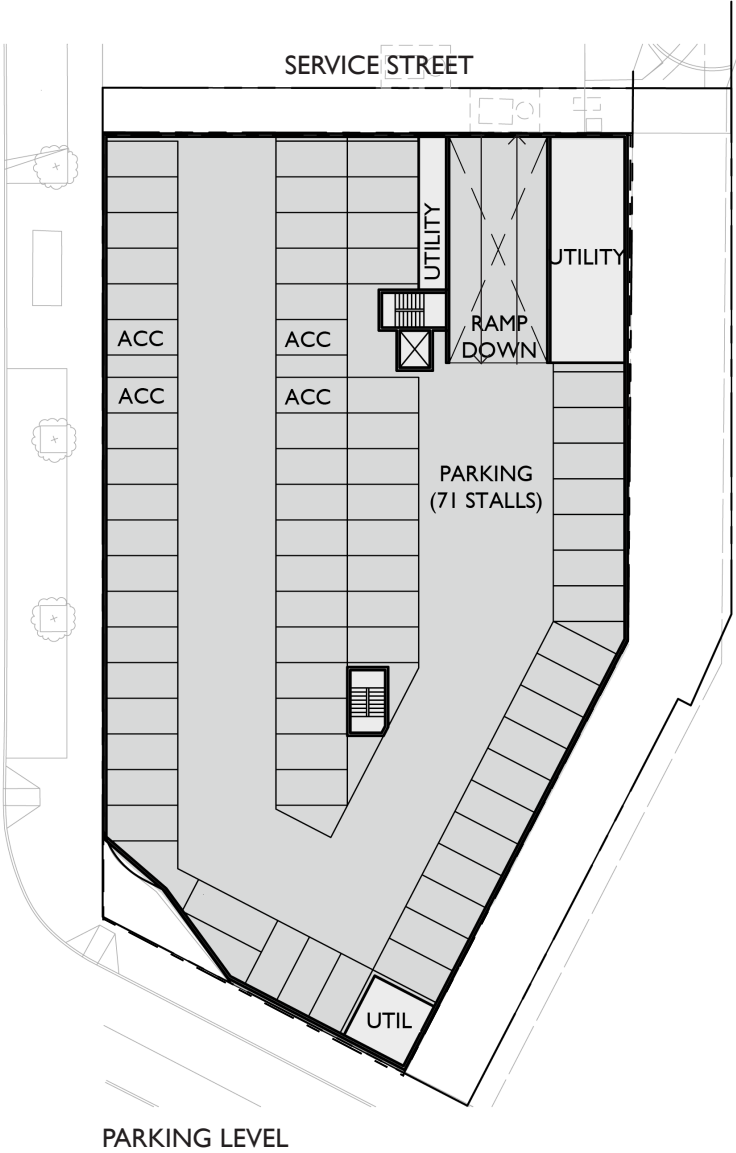 SERVICE STREET
UTILITY
UTILITY
RAMP
DOWN
ACC
ACC
ACC
ACC
PARKING
(71 STALLS)
UTIL
PARKING LEVEL